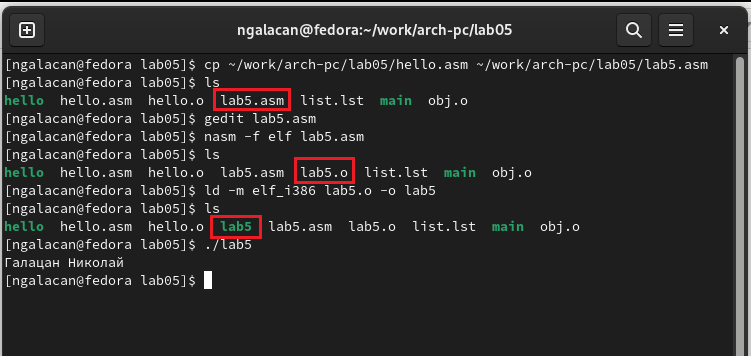 ngalacan@fedora:~/work/arch-pc/lab05
[ngalacan@fedora lab05]$ cp ~/work/arch-pc/lab05/hello.asm ~/work/arch-pc/lab05/lab5.asm
[ngalacan@fedora lab05]$ ls
hello  hello.asm  hello.o  lab5.asm  list.lst  main  obj.o
[ngalacan@fedora lab05]$ gedit lab5.asm
[ngalacan@fedora lab05]$ nasm -f elf lab5.asm
[ngalacan@fedora lab05]$ ls
hello  hello.asm  hello.o  lab5.asm  lab5.o  list.lst  main  obj.o
[ngalacan@fedora lab05]$ ld -m elf_i386 lab5.o -o lab5
[ngalacan@fedora lab05]$ ls
hello  hello.asm  hello.o  lab5  lab5.asm  lab5.o  list.lst  main  obj.o
[ngalacan@fedora lab05]$ ./lab5
Галацан Николай
[ngalacan@fedora lab05]$